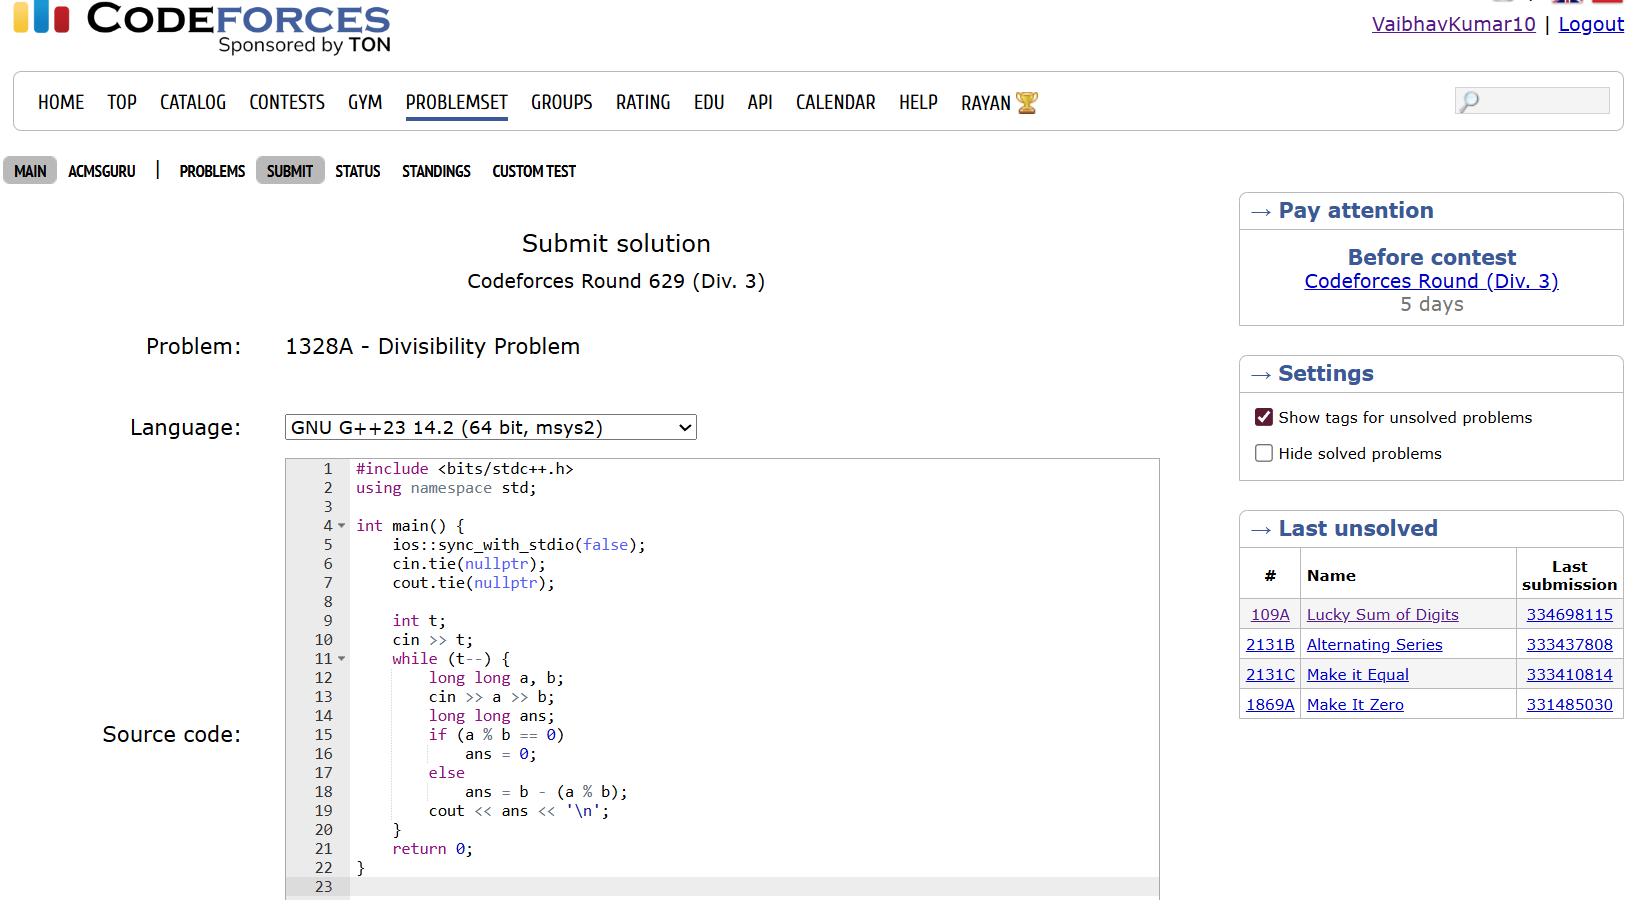 CODEFORCES
Sponsored by TON
VaibhavKumar10 | Logout
HOME TOP CATALOG CONTESTS GYM PROBLEMSET GROUPS RATING EDU API CALENDAR HELP RAYAN
MAIN ACMSGURU | PROBLEMS SUBMIT STATUS STANDINGS CUSTOM TEST
Submit solution
Codeforces Round 629 (Div. 3)
Problem: 1328A - Divisibility Problem
Language: GNU G++23 14.2 (64 bit, msys2)
Source code:
1 #include <bits/stdc++.h>
2 using namespace std;
3
4 int main() {
5     ios::sync_with_stdio(false);
6     cin.tie(nullptr);
7     cout.tie(nullptr);
8
9     int t;
10     cin >> t;
11     while (t--) {
12         long long a, b;
13         cin >> a >> b;
14         long long ans;
15         if (a % b == 0)
16             ans = 0;
17         else
18             ans = b - (a % b);
19         cout << ans << '\n';
20     }
21     return 0;
22 }
23
→ Pay attention
Before contest
Codeforces Round (Div. 3)
5 days
→ Settings
Show tags for unsolved problems
Hide solved problems
→ Last unsolved
# Name Last submission
109A Lucky Sum of Digits 334698115
2131B Alternating Series 333437808
2131C Make it Equal 333410814
1869A Make It Zero 331485030